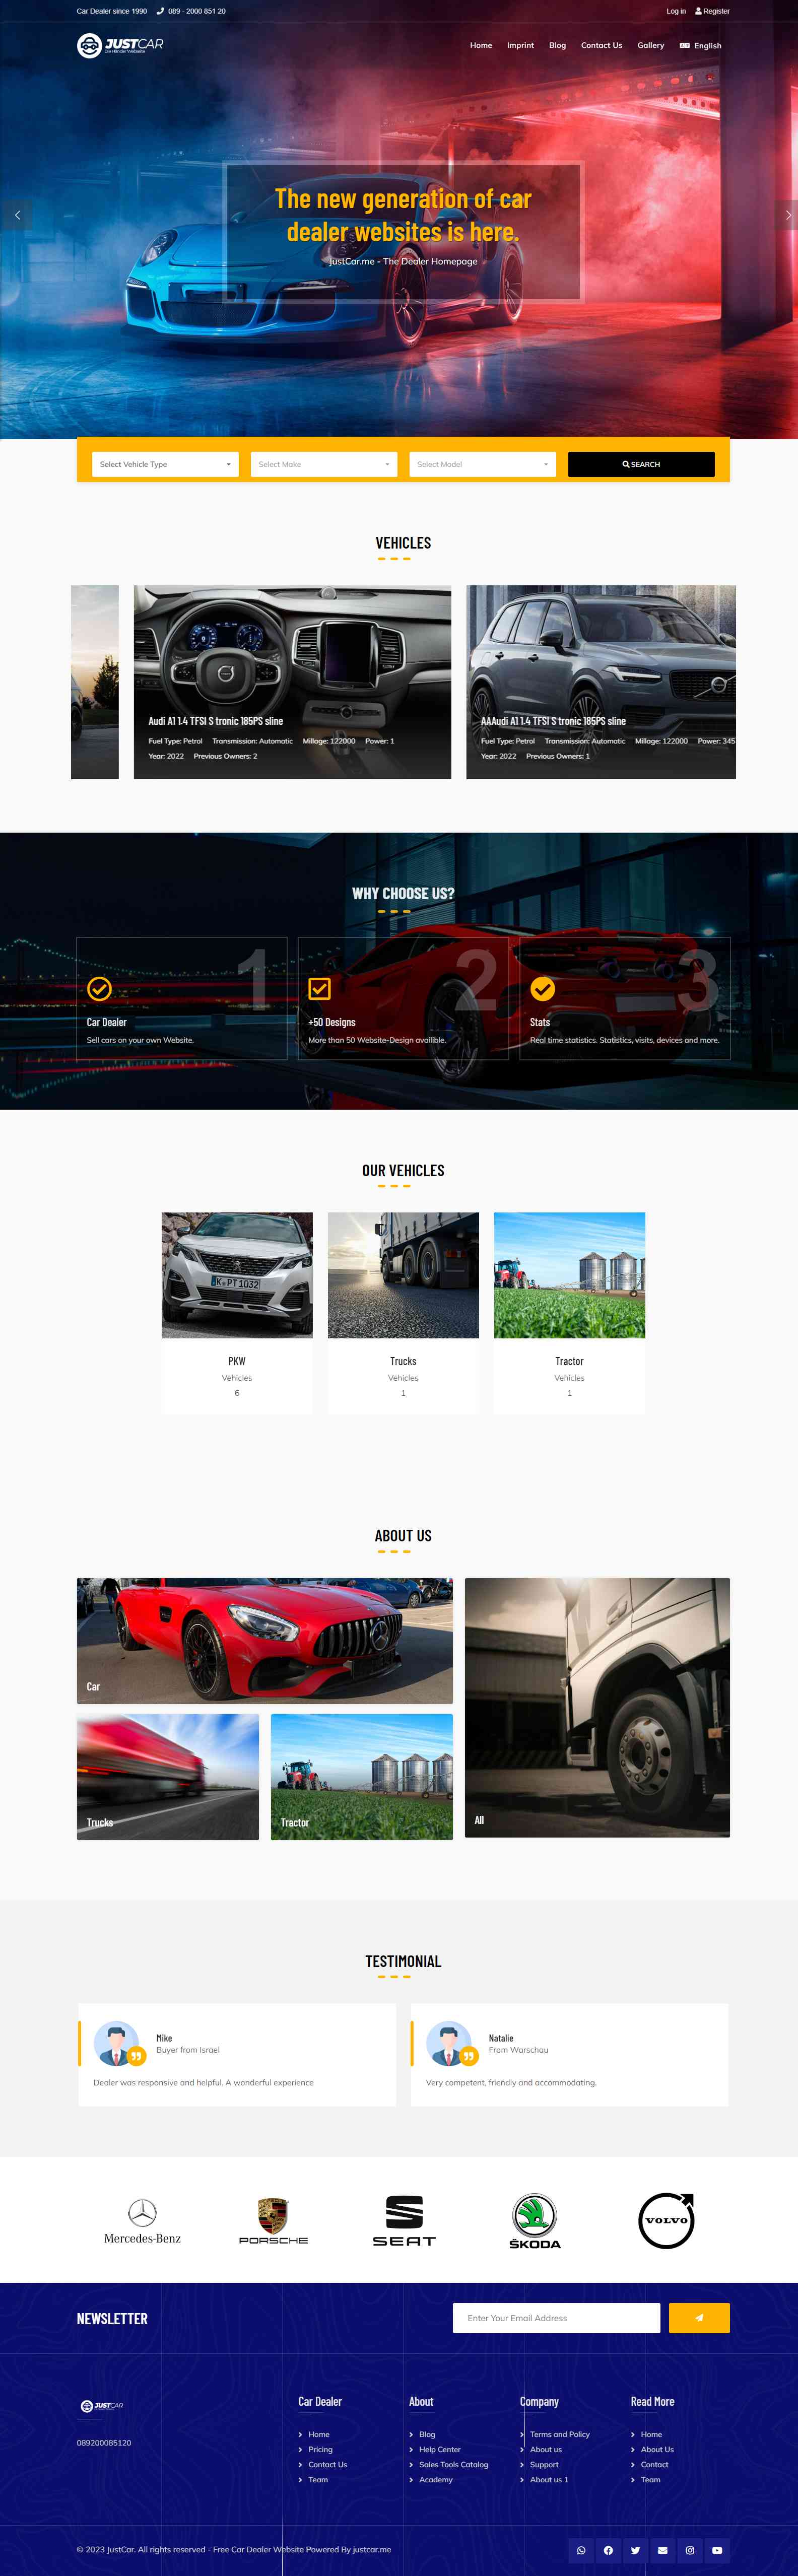 Car Dealer since 1990 089 - 2000 851 20 Log in Register
JUSTCAR
Home Imprint Blog Contact Us Gallery English
The new generation of car
dealer websites is here.
JustCar.me - The Dealer Homepage
Select Vehicle Type Select Make Select Model SEARCH
VEHICLES
Audi A1 1.4 TFSI S tronic 185PS sline
Fuel Type: Petrol Transmission: Automatic Millage: 122000 Power: 1
Year: 2022 Previous Owners: 2
AAAudi A1 1.4 TFSI S tronic 185PS sline
Fuel Type: Petrol Transmission: Automatic Millage: 122000 Power: 345
Year: 2022 Previous Owners: 1
WHY CHOOSE US?
1
Car Dealer
Sell cars on your own Website.
2
+50 Designs
More than 50 Website-Design availible.
3
Stats
Real time statistics. Statistics, visits, devices and more.
OUR VEHICLES
K PT 1032
PKW
Vehicles
6
Trucks
Vehicles
1
Tractor
Vehicles
1
ABOUT US
Car
Trucks
Tractor
All
TESTIMONIAL
Mike
Buyer from Israel
Dealer was responsive and helpful. A wonderful experience
Natalie
From Warschau
Very competent, friendly and accommodating.
Mercedes-Benz
PORSCHE
SEAT
ŠKODA
VOLVO
NEWSLETTER
Enter Your Email Address
JUSTCAR
089200085120
Car Dealer
Home
Pricing
Contact Us
Team
About
Blog
Help Center
Sales Tools Catalog
Academy
Company
Terms and Policy
About us
Support
About us 1
Read More
Home
About Us
Contact
Team
© 2023 JustCar. All rights reserved - Free Car Dealer Website Powered By justcar.me